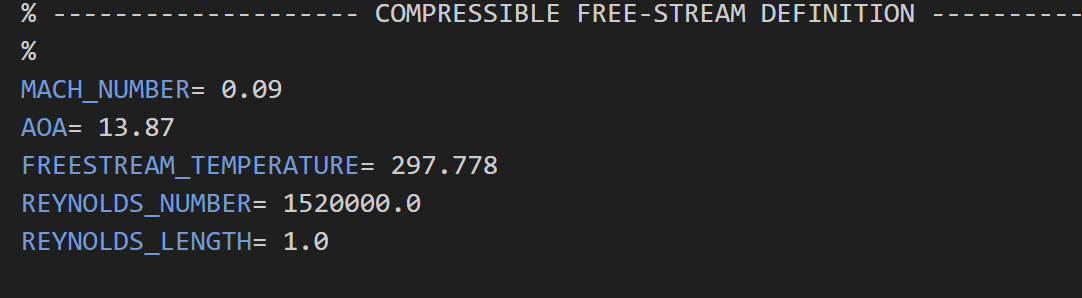 % -------------------- COMPRESSIBLE FREE-STREAM DEFINITION ----------
%
MACH_NUMBER= 0.09
AOA= 13.87
FREESTREAM_TEMPERATURE= 297.778
REYNOLDS_NUMBER= 1520000.0
REYNOLDS_LENGTH= 1.0